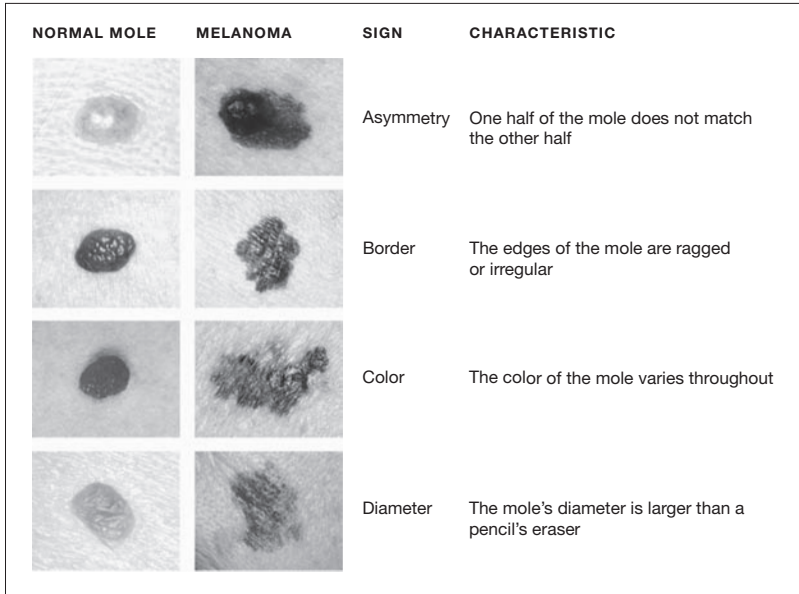 NORMAL MOLE MELANOMA SIGN CHARACTERISTIC
Asymmetry One half of the mole does not match
the other half
Border The edges of the mole are ragged
or irregular
Color The color of the mole varies throughout
Diameter The mole's diameter is larger than a
pencil's eraser